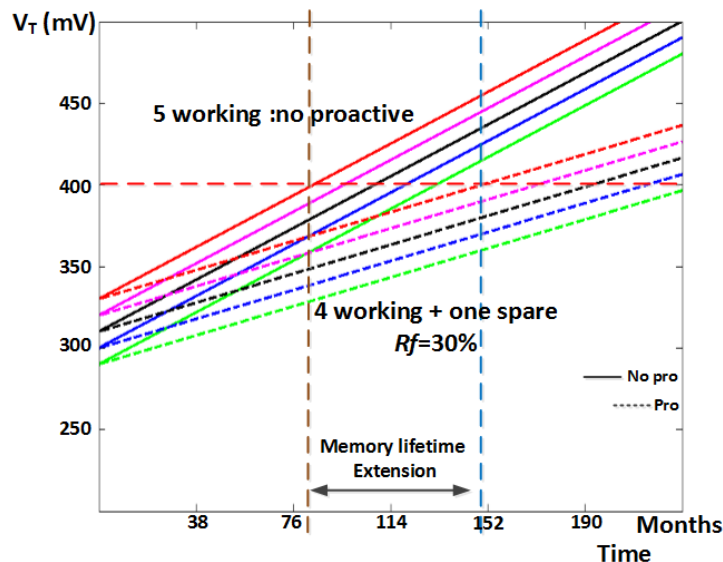 V_T (mV)
450
5 working :no proactive
400
350
300
4 working + one spare
Rf=30%
No pro
Pro
250
Memory lifetime
Extension
38 76 114 152 190 Months
Time